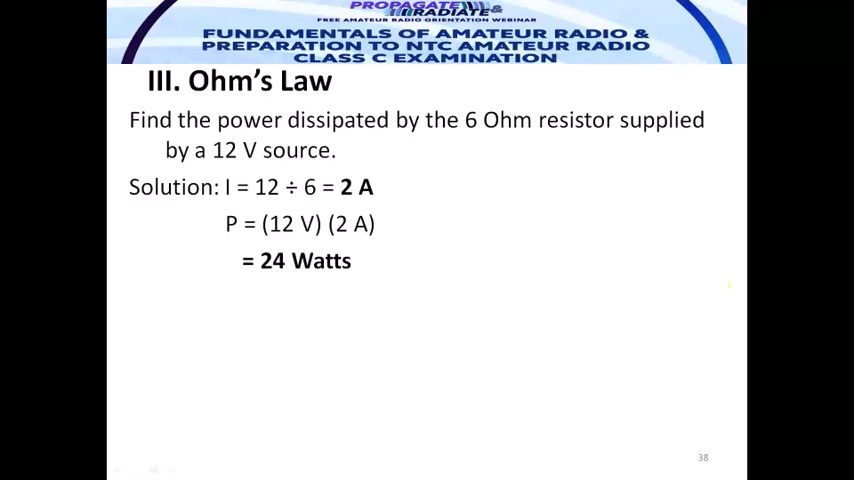 PROPAGATE &
RADIATE
FREE AMATEUR RADIO ORIENTATION WEBINAR
FUNDAMENTALS OF AMATEUR RADIO &
PREPARATION TO NTC AMATEUR RADIO
CLASS C EXAMINATION
III. Ohm's Law
Find the power dissipated by the 6 Ohm resistor supplied
by a 12 V source.
Solution: I = 12 ÷ 6 = 2 A
P = (12 V) (2 A)
= 24 Watts
38